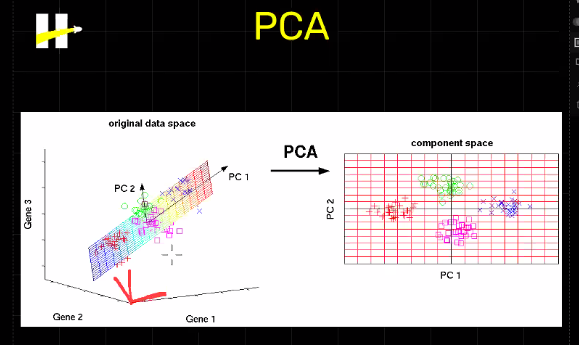 H
PCA
original data space
PC 2
PC 1
Gene 3
Gene 2
Gene 1
PCA
component space
PC 2
PC 1